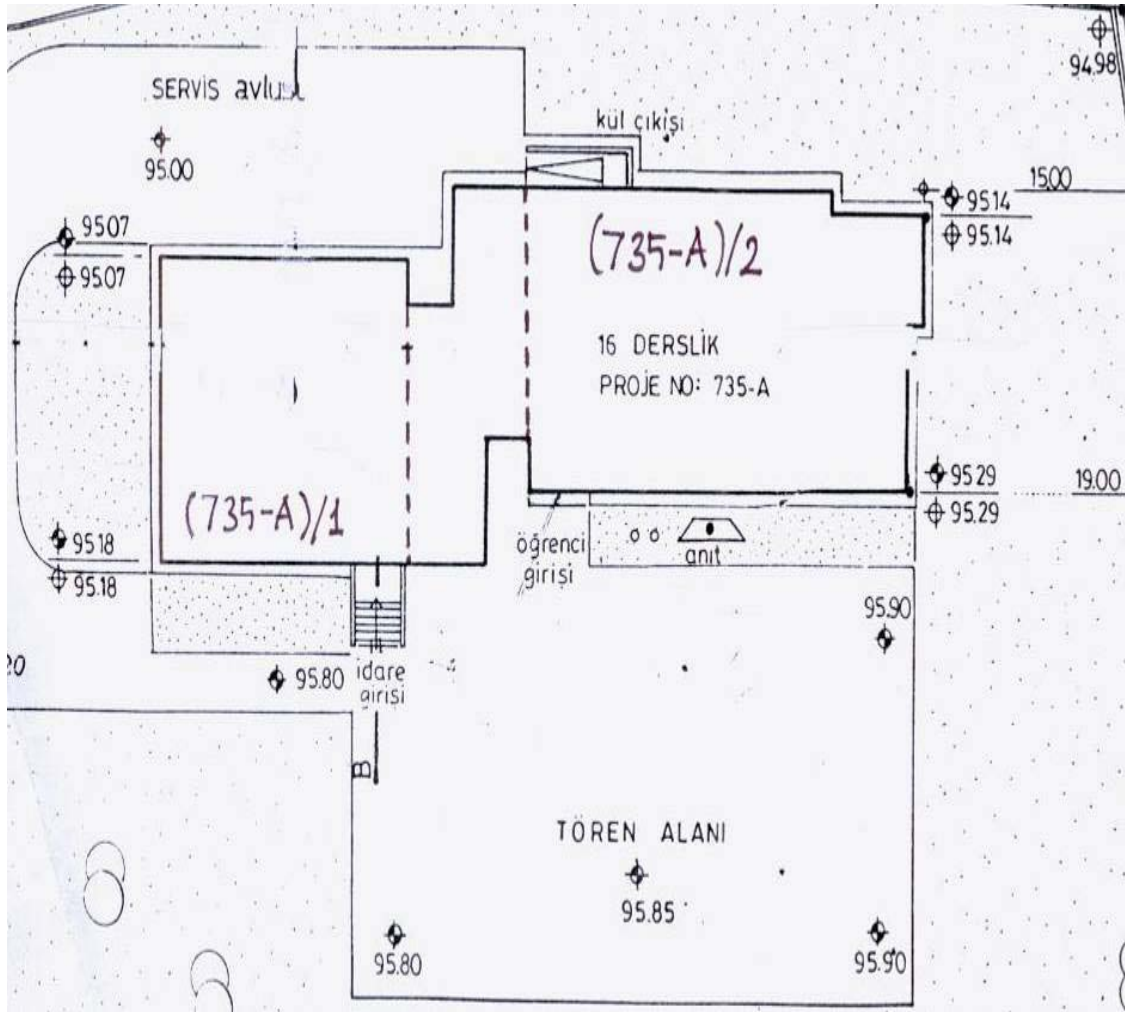 94.98
SERVİS avlusu
kül çıkışı
95.00
15.00
95.14
95.14
95.07
95.07
(735-A)/2
16 DERSLİK
PROJE NO: 735-A
95.29
95.29
19.00
(735-A)/1
95.18
95.18
öğrenci
girişi
anıt
95.90
95.80
idare
girişi
B
TÖREN ALANI
95.85
95.80
95.90